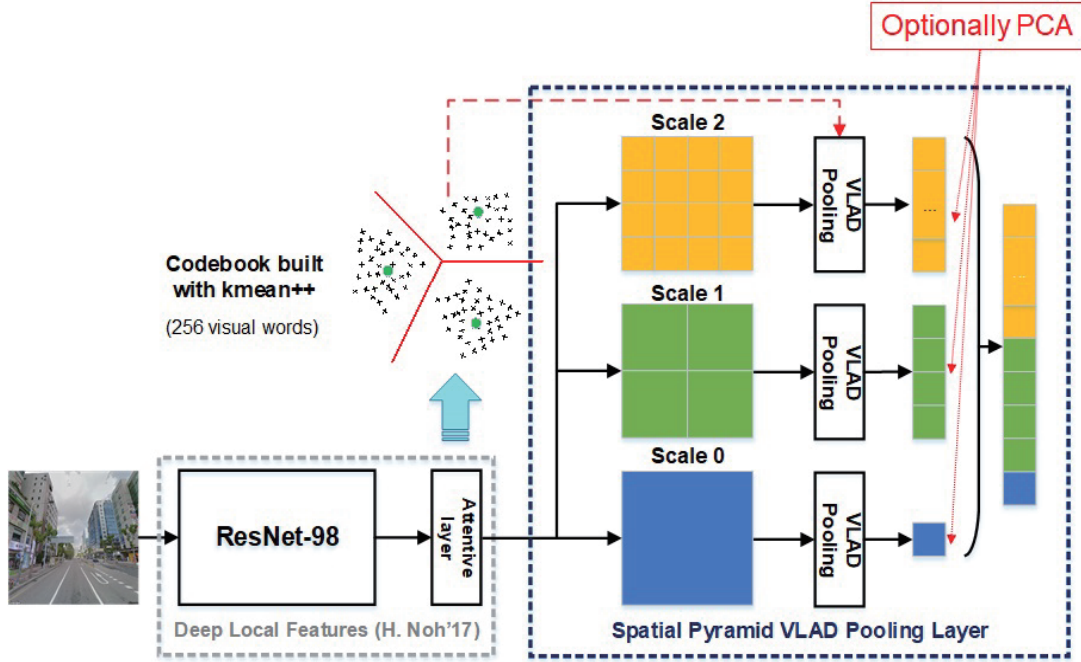 Optionally PCA
Scale 2
VLAD
Pooling
...
...
Codebook built
with kmean++
(256 visual words)
Scale 1
VLAD
Pooling
Scale 0
VLAD
Pooling
ResNet-98
Attentive
layer
Deep Local Features (H. Noh'17)
Spatial Pyramid VLAD Pooling Layer